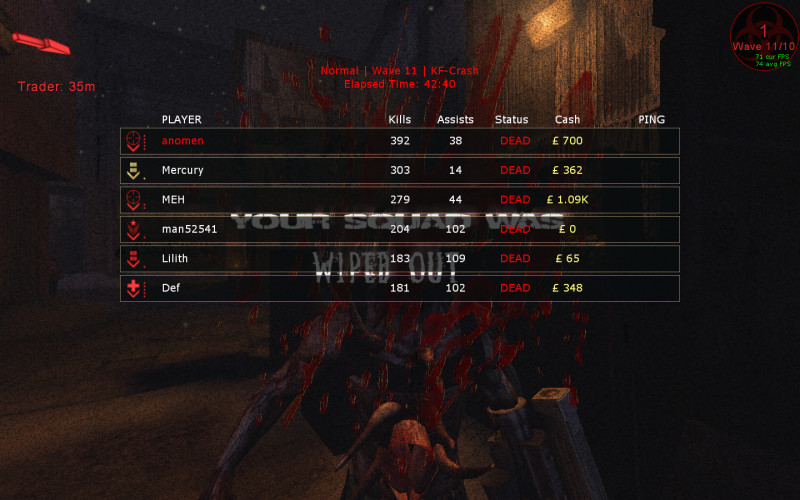 1
Wave 11/10
71 cur FPS
74 avg FPS
Normal | Wave 11 | KF-Crash
Elapsed Time: 42:40
Trader: 35m
PLAYER Kills Assists Status Cash PING
anomen 392 38 DEAD £ 700
Mercury 303 14 DEAD £ 362
MEH 279 44 DEAD £ 1.09K
YOUR SQUAD WAS
man52541 204 102 DEAD £ 0
Lilith 183 109 DEAD £ 65
WIPED OUT
Def 181 102 DEAD £ 348